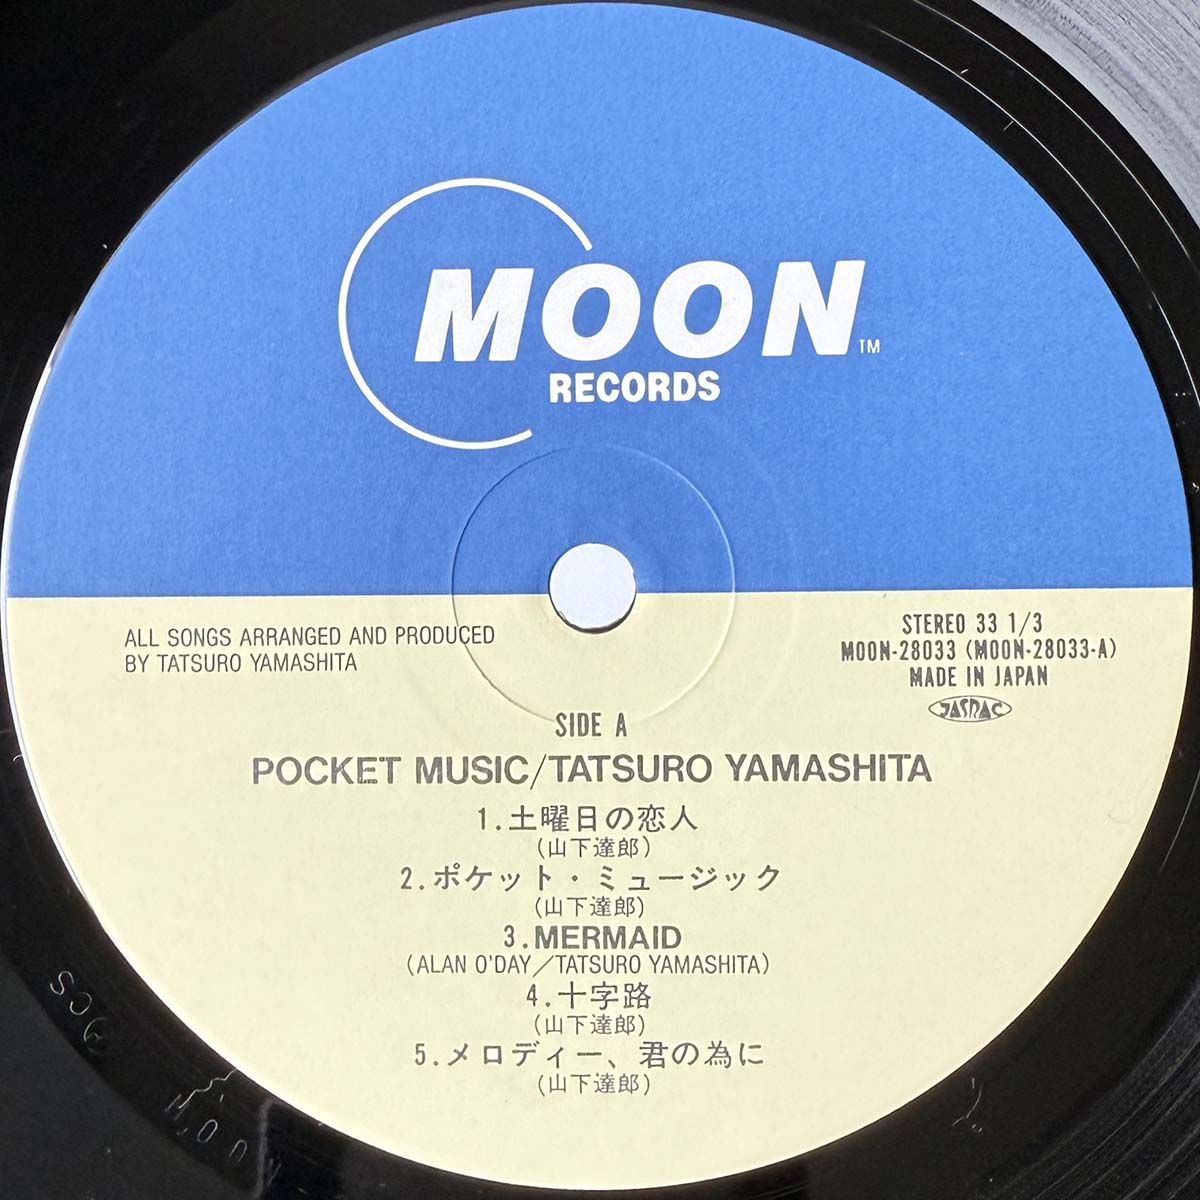 MOON TM
RECORDS
ALL SONGS ARRANGED AND PRODUCED
BY TATSURO YAMASHITA
STEREO 33 1/3
MOON-28033 (MOON-28033-A)
MADE IN JAPAN
JASRAC
SIDE A
POCKET MUSIC/TATSURO YAMASHITA
1.土曜日の恋人
(山下達郎)
2.ポケット・ミュージック
(山下達郎)
3.MERMAID
(ALAN O'DAY/TATSURO YAMASHITA)
4.十字路
(山下達郎)
5.メロディー、君の為に
(山下達郎)
MOON